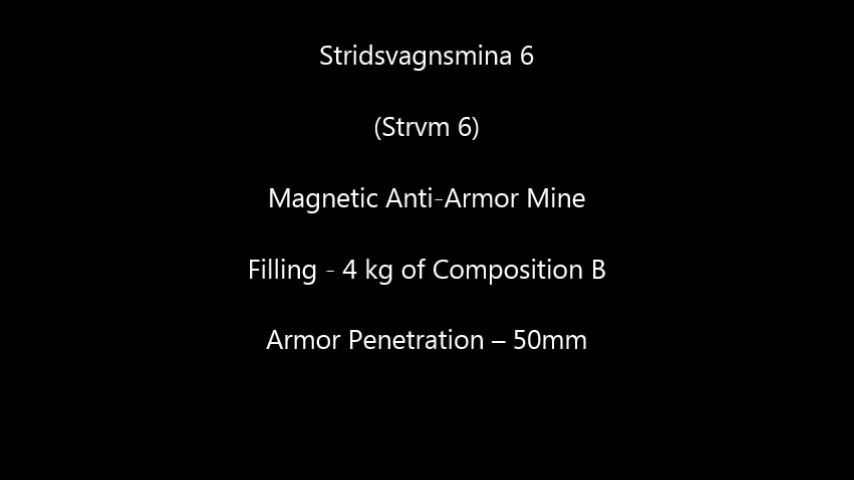 Stridsvagnsmina 6
(Strvm 6)
Magnetic Anti-Armor Mine
Filling - 4 kg of Composition B
Armor Penetration – 50mm